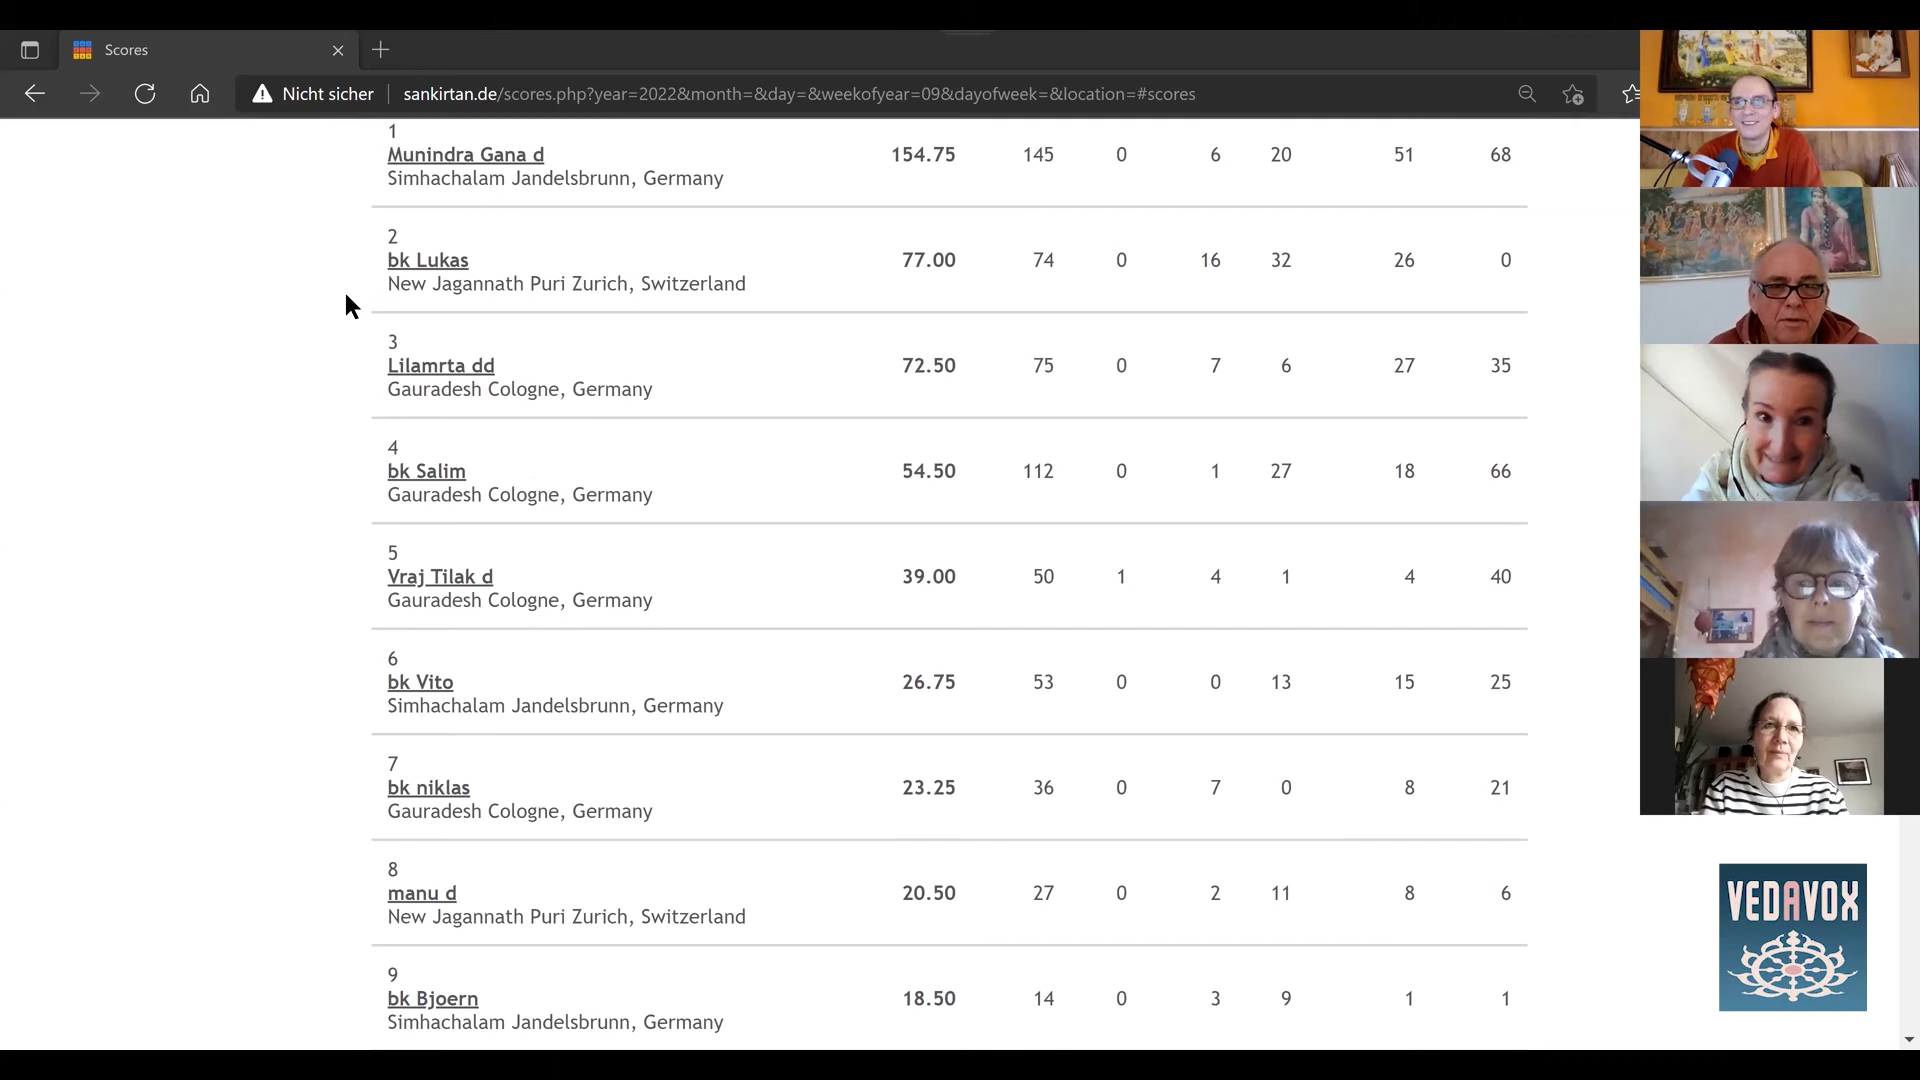 Scores
Nicht sicher sankirtan.de/scores.php?year=2022&month=&day=&weekofyear=09&dayofweek=&location=#scores
1
Munindra Gana d 154.75 145 0 6 20 51 68
Simhachalam Jandelsbrunn, Germany
2
bk Lukas 77.00 74 0 16 32 26 0
New Jagannath Puri Zurich, Switzerland
3
Lilamrta dd 72.50 75 0 7 6 27 35
Gauradesh Cologne, Germany
4
bk Salim 54.50 112 0 1 27 18 66
Gauradesh Cologne, Germany
5
Vraj Tilak d 39.00 50 1 4 1 4 40
Gauradesh Cologne, Germany
6
bk Vito 26.75 53 0 0 13 15 25
Simhachalam Jandelsbrunn, Germany
7
bk niklas 23.25 36 0 7 0 8 21
Gauradesh Cologne, Germany
8
manu d 20.50 27 0 2 11 8 6
New Jagannath Puri Zurich, Switzerland
9
bk Bjoern 18.50 14 0 3 9 1 1
Simhachalam Jandelsbrunn, Germany
VEDAVOX